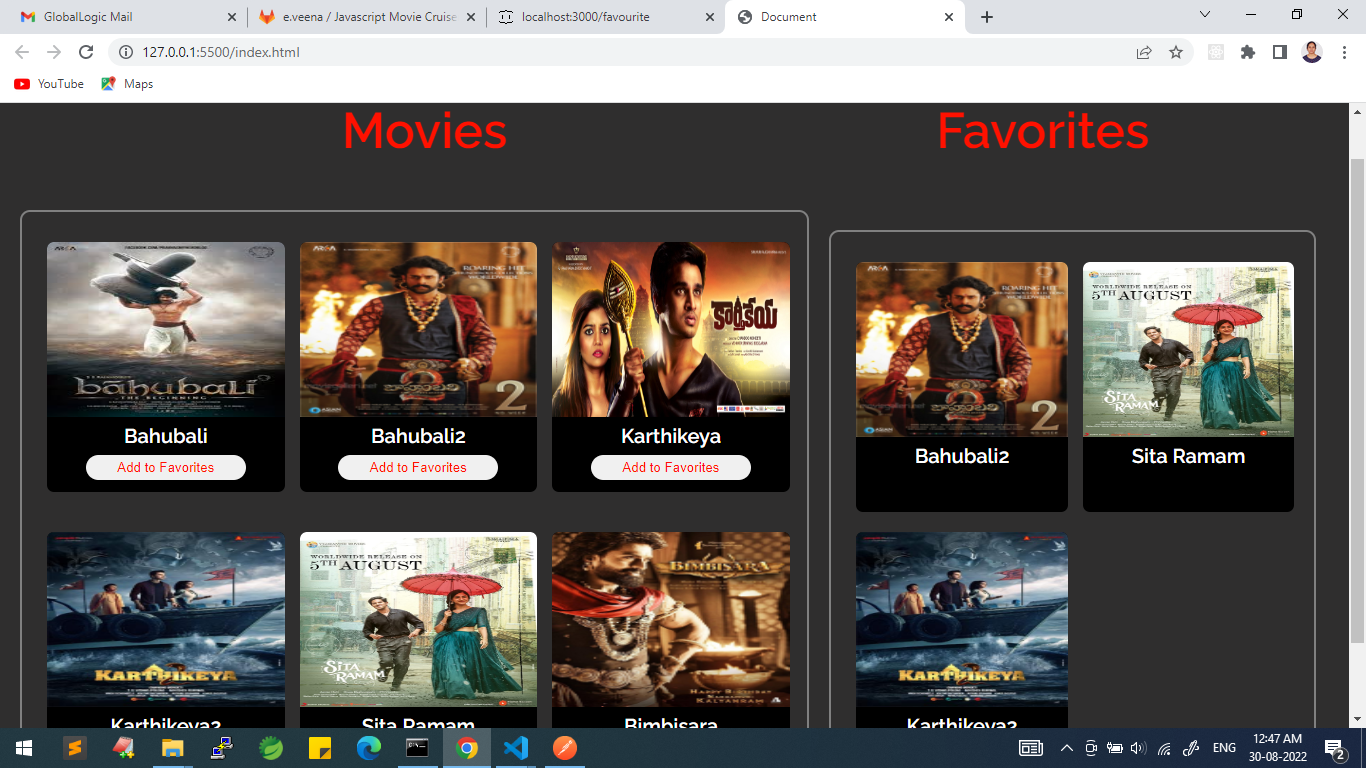 GlobalLogic Mail
e.veena / Javascript Movie Cruise
localhost:3000/favourite
Document
127.0.0.1:5500/index.html
YouTube
Maps
Movies
Favorites
bahubali
THE BEGINNING
Bahubali
Add to Favorites
ROARING HIT
2
Bahubali2
Add to Favorites
కార్తికేయ
Karthikeya
Add to Favorites
ROARING HIT
2
Bahubali2
WORLDWIDE RELEASE ON
5TH AUGUST
SITA RAMAM
Sita Ramam
KARTHIKEYA
Karthikeya2
WORLDWIDE RELEASE ON
5TH AUGUST
SITA RAMAM
Sita Ramam
BIMBISARA
HAPPY BIRTHDAY
KALYANRAM
Bimbisara
KARTHIKEYA
Karthikeya2
ENG
12:47 AM
30-08-2022
2